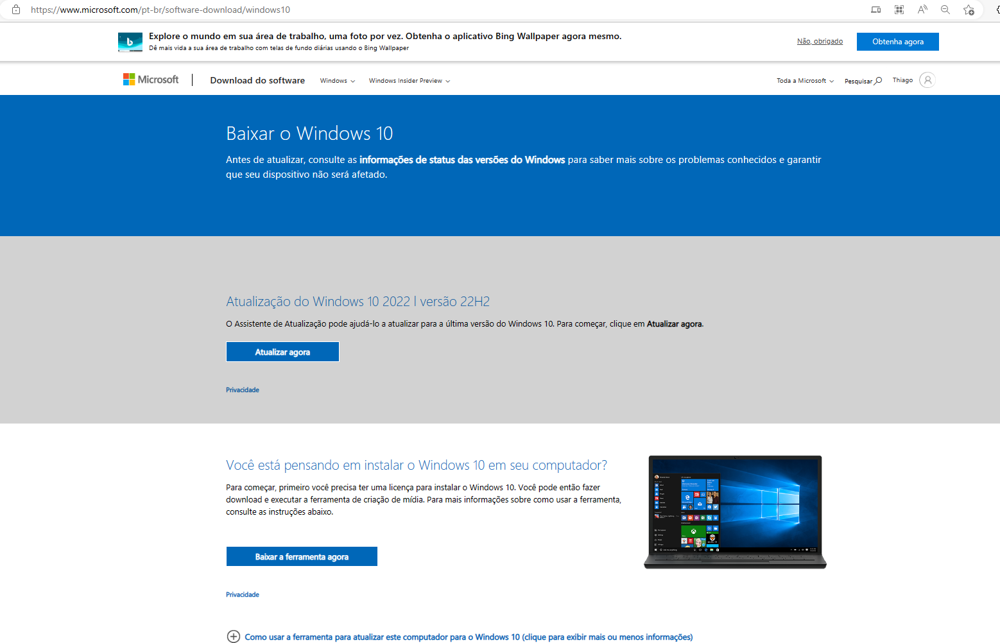 https://www.microsoft.com/pt-br/software-download/windows10
Explore o mundo em sua área de trabalho, uma foto por vez. Obtenha o aplicativo Bing Wallpaper agora mesmo.
Dê mais vida a sua área de trabalho com telas de fundo diárias usando o Bing Wallpaper
Não, obrigado
Obtenha agora
Microsoft
Download do software
Windows
Windows Insider Preview
Toda a Microsoft
Pesquisar
Thiago
Baixar o Windows 10
Antes de atualizar, consulte as informações de status das versões do Windows para saber mais sobre os problemas conhecidos e garantir
que seu dispositivo não será afetado.
Atualização do Windows 10 2022 l versão 22H2
O Assistente de Atualização pode ajudá-lo a atualizar para a última versão do Windows 10. Para começar, clique em Atualizar agora.
Atualizar agora
Privacidade
Você está pensando em instalar o Windows 10 em seu computador?
Para começar, primeiro você precisa ter uma licença para instalar o Windows 10. Você pode então fazer
download e executar a ferramenta de criação de mídia. Para mais informações sobre como usar a ferramenta,
consulte as instruções abaixo.
Baixar a ferramenta agora
Privacidade
Como usar a ferramenta para atualizar este computador para o Windows 10 (clique para exibir mais ou menos informações)